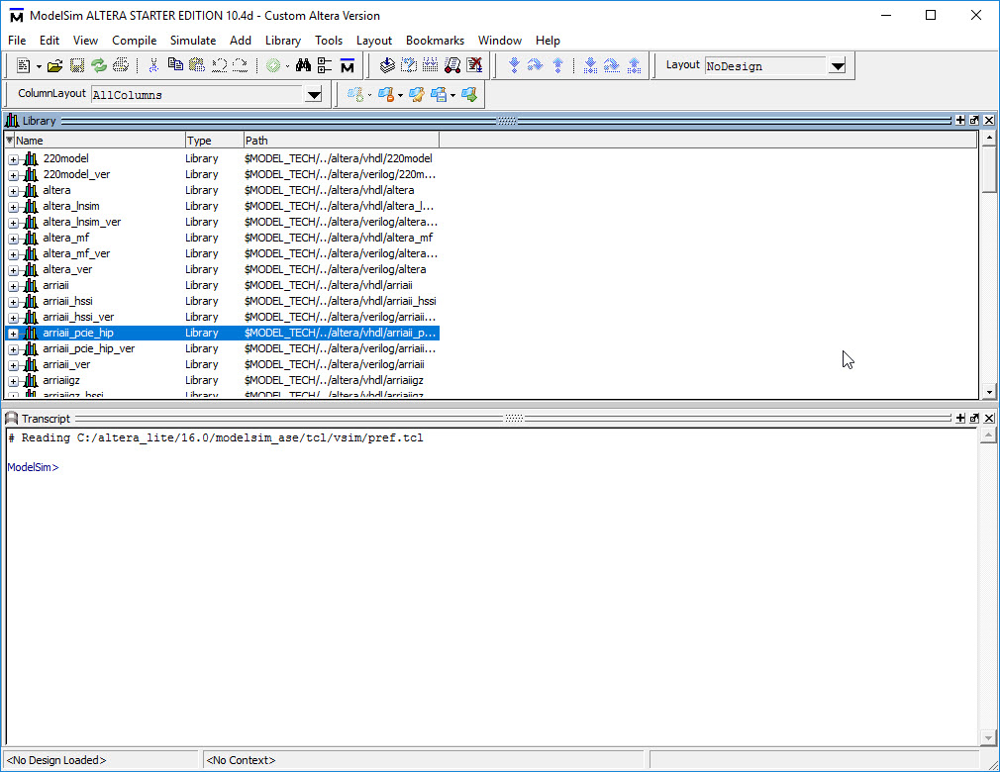 ModelSim ALTERA STARTER EDITION 10.4d - Custom Altera Version
File Edit View Compile Simulate Add Library Tools Layout Bookmarks Window Help
Layout NoDesign
ColumnLayout AllColumns
Library
Name Type Path
220model Library $MODEL_TECH/../altera/vhdl/220model
220model_ver Library $MODEL_TECH/../altera/verilog/220m...
altera Library $MODEL_TECH/../altera/vhdl/altera
altera_lnsim Library $MODEL_TECH/../altera/vhdl/altera_l...
altera_lnsim_ver Library $MODEL_TECH/../altera/verilog/altera...
altera_mf Library $MODEL_TECH/../altera/vhdl/altera_mf
altera_mf_ver Library $MODEL_TECH/../altera/verilog/altera...
altera_ver Library $MODEL_TECH/../altera/verilog/altera
arriaii Library $MODEL_TECH/../altera/vhdl/arriaii
arriaii_hssi Library $MODEL_TECH/../altera/vhdl/arriaii_hssi
arriaii_hssi_ver Library $MODEL_TECH/../altera/verilog/arriaii...
arriaii_pcie_hip Library $MODEL_TECH/../altera/vhdl/arriaii_p...
arriaii_pcie_hip_ver Library $MODEL_TECH/../altera/verilog/arriaii...
arriaii_ver Library $MODEL_TECH/../altera/verilog/arriaii
arriaiigz Library $MODEL_TECH/../altera/vhdl/arriaiigz
arriaiigz_hssi Library $MODEL_TECH/../altera/vhdl/arriaiigz
Transcript
# Reading C:/altera_lite/16.0/modelsim_ase/tcl/vsim/pref.tcl
ModelSim>
<No Design Loaded> <No Context>